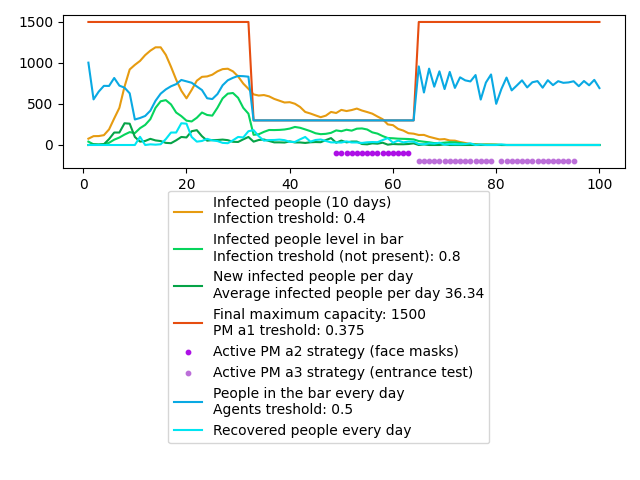 1500
1000
500
0
0 20 40 60 80 100
Infected people (10 days)
Infection treshold: 0.4
Infected people level in bar
Infection treshold (not present): 0.8
New infected people per day
Average infected people per day 36.34
Final maximum capacity: 1500
PM a1 treshold: 0.375
Active PM a2 strategy (face masks)
Active PM a3 strategy (entrance test)
People in the bar every day
Agents treshold: 0.5
Recovered people every day